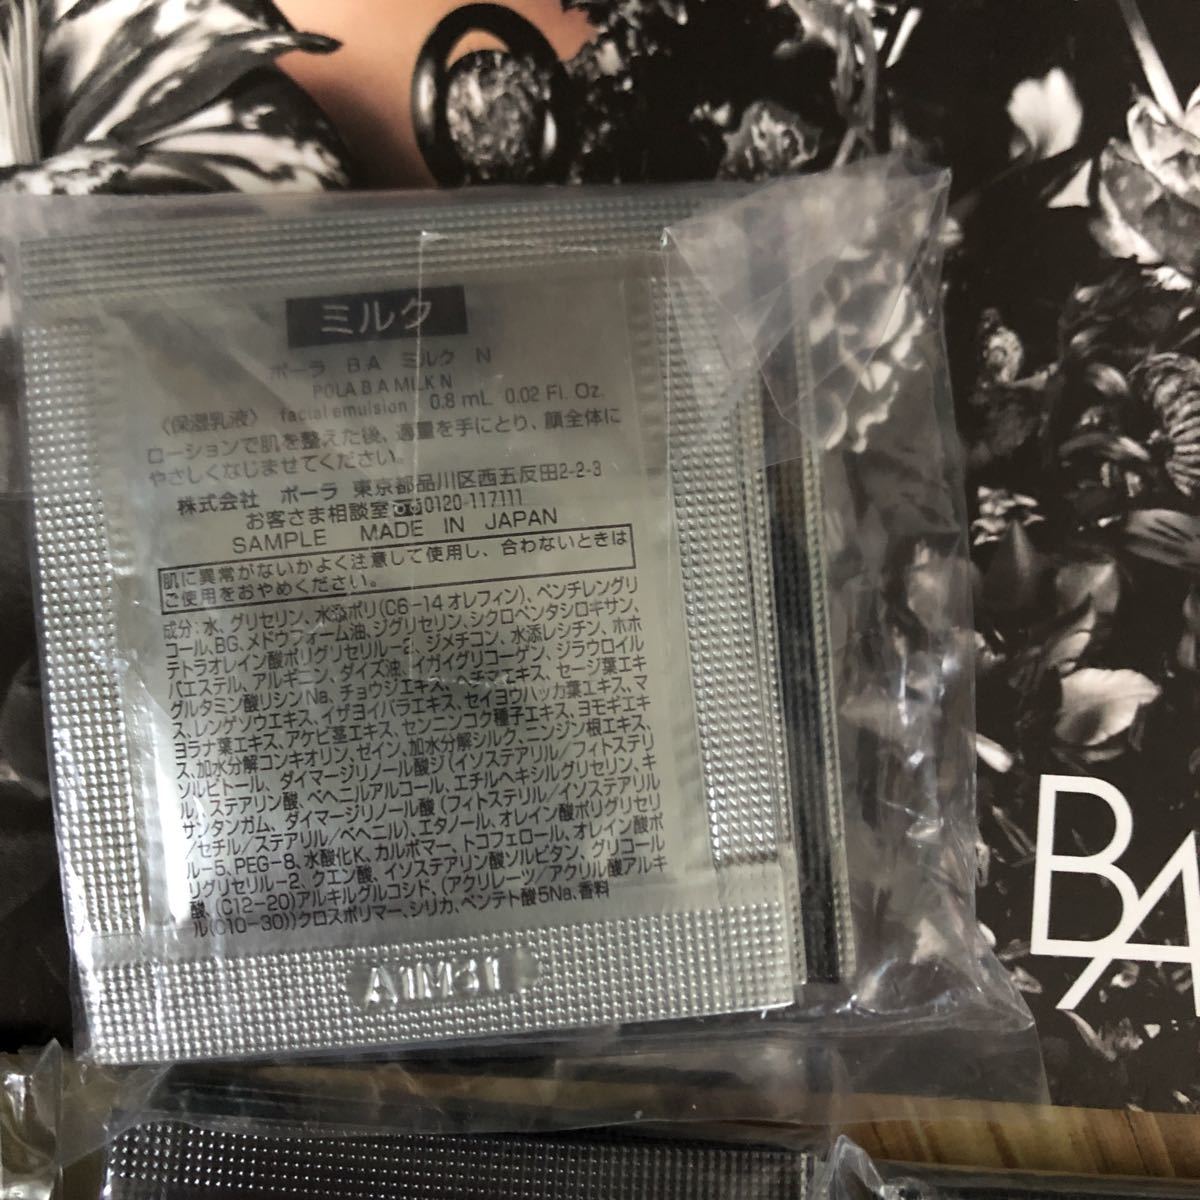 ミルク
ポーラ B.A ミルク N
POLA B.A MILK N
〈保湿乳液〉 facial emulsion 0.8 mL 0.02 Fl. Oz.
ローションで肌を整えた後、適量を手にとり、顔全体に
やさしくなじませてください。
株式会社 ポーラ 東京都品川区西五反田2-2-3
お客さま相談室 0120-117111
SAMPLE MADE IN JAPAN
肌に異常がないかよく注意して使用し、合わないときは
ご使用をおやめください。
成分:水、グリセリン、水添ポリ(C6-14オレフィン)、ペンチレングリ
コール、BG、メドウフォーム油、ジグリセリン、シクロペンタシロキサン、
テトラオレイン酸ポリグリセリル-2、ジメチコン、水添レシチン、ホホ
バエステル、アルギニン、ダイズ油、イガイグリコーゲン、ジラウロイル
グルタミン酸リシンNa、チョウジエキス、ヘチマエキス、セージ葉エキ
ス、レンゲソウエキス、イザヨイバラエキス、セイヨウハッカ葉エキス、マ
ヨラナ葉エキス、アケビ茎エキス、センニンコク種子エキス、ヨモギエキ
ス、加水分解コンキオリン、ゼイン、加水分解シルク、ニンジン根エキス、
ソルビトール、ダイマージリノール酸ジ(イソステアリル/フィトステリ
ル)、ステアリン酸、ベヘニルアルコール、エチルヘキシルグリセリン、キ
サンタンガム、ダイマージリノール酸(フィトステリル/イソステアリル
/セチル/ステアリル/ベヘニル)、エタノール、オレイン酸ポリグリセリ
ル-5、PEG-8、水酸化K、カルボマー、トコフェロール、オレイン酸ポ
リグリセリル-2、クエン酸、イソステアリン酸ソルビタン、グリコール
酸、(C12-20)アルキルグルコシド、(アクリレーツ/アクリル酸アルキ
ル(C10-30))クロスポリマー、シリカ、ペンテト酸5Na、香料
A1M31
BA